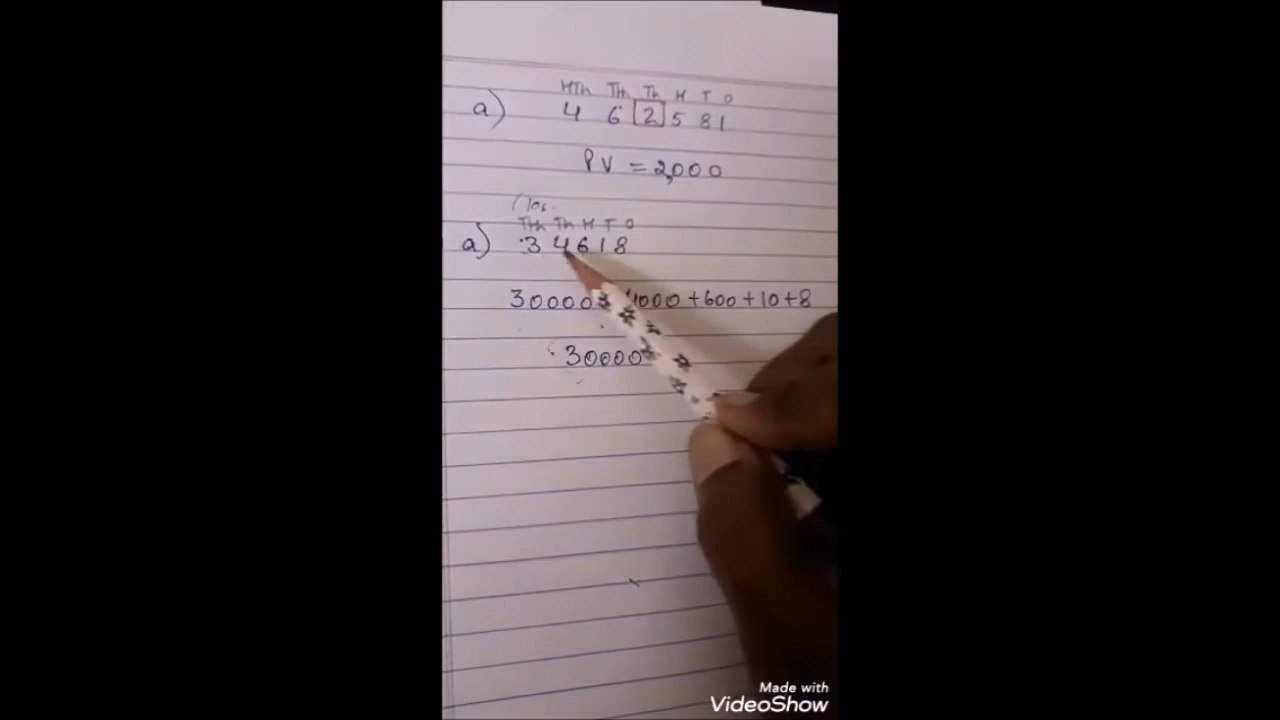 HTh TTh Th H T O
a) 4 6 2 5 8 1
PV = 2,000
TTh Th H T O
a) 3 4 6 1 8
30000 4000 + 600 + 10 + 8
30000
Made with
VideoShow